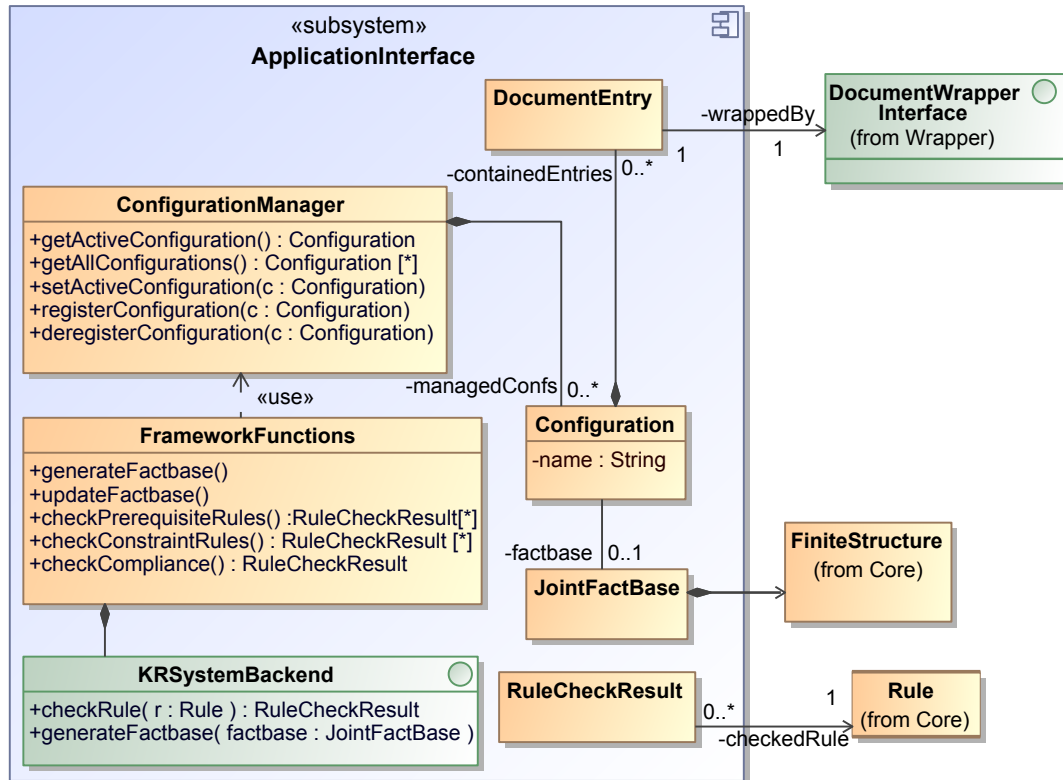 «subsystem»
ApplicationInterface
DocumentEntry
-wrappedBy
1
1
DocumentWrapper
Interface
(from Wrapper)
-containedEntries
0..*
ConfigurationManager
+getActiveConfiguration() : Configuration
+getAllConfigurations() : Configuration [*]
+setActiveConfiguration(c : Configuration)
+registerConfiguration(c : Configuration)
+deregisterConfiguration(c : Configuration)
-managedConfs
0..*
«use»
Configuration
-name : String
FrameworkFunctions
+generateFactbase()
+updateFactbase()
+checkPrerequisiteRules() :RuleCheckResult[*]
+checkConstraintRules() : RuleCheckResult [*]
+checkCompliance() : RuleCheckResult
-factbase
0..1
JointFactBase
FiniteStructure
(from Core)
KRSystemBackend
+checkRule( r : Rule ) : RuleCheckResult
+generateFactbase( factbase : JointFactBase )
RuleCheckResult
0..*
1
-checkedRule
Rule
(from Core)